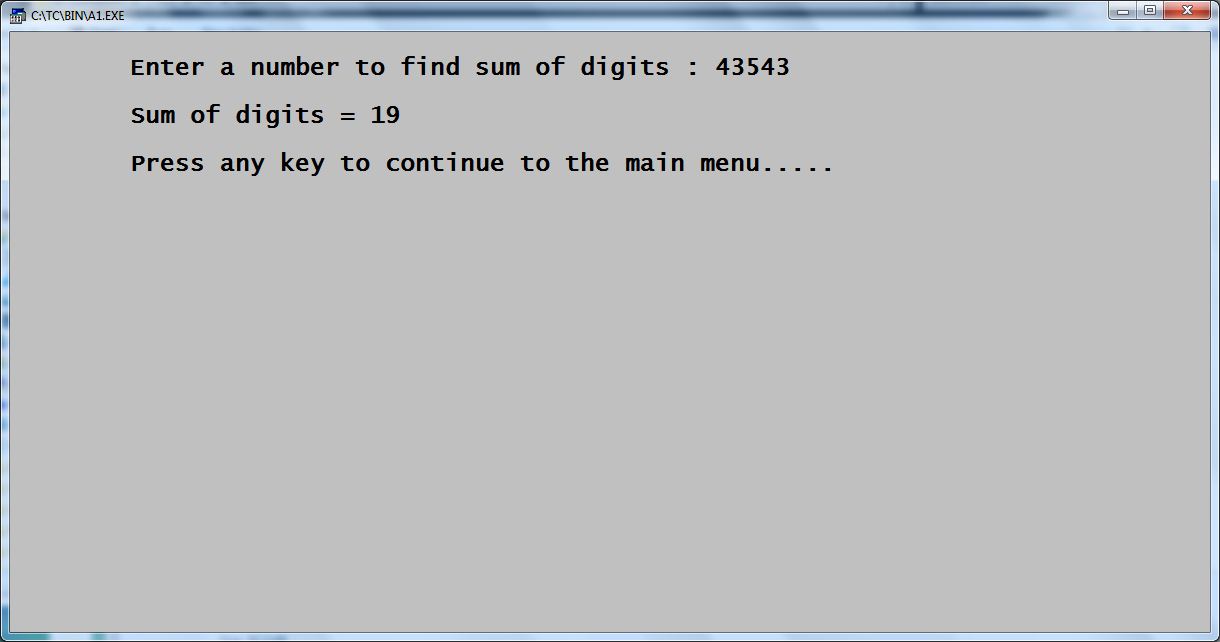 C:\TC\BIN\A1.EXE
Enter a number to find sum of digits : 43543
Sum of digits = 19
Press any key to continue to the main menu.....